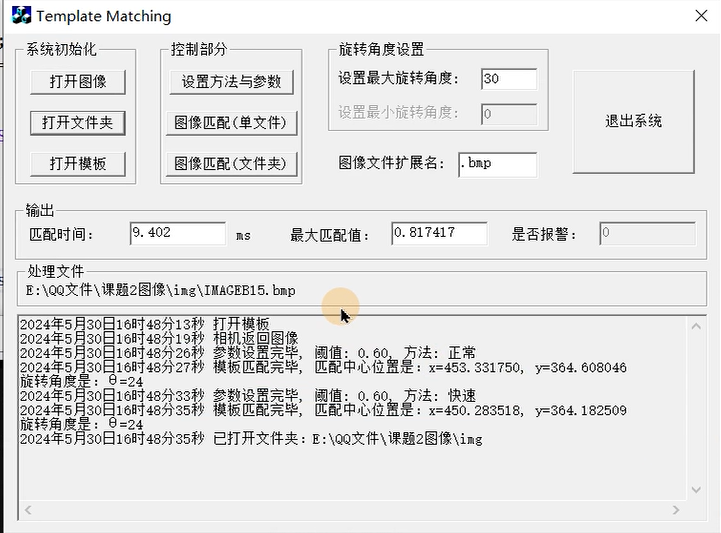 Template Matching
系统初始化
打开图像
打开文件夹
打开模板
控制部分
设置方法与参数
图像匹配(单文件)
图像匹配(文件夹)
旋转角度设置
设置最大旋转角度: 30
设置最小旋转角度: 0
图像文件扩展名: .bmp
退出系统
输出
匹配时间: 9.402 ms 最大匹配值: 0.817417 是否报警: 0
处理文件
E:\QQ文件\课题2图像\img\IMAGEB15.bmp
2024年5月30日16时48分13秒 打开模板
2024年5月30日16时48分19秒 相机返回图像
2024年5月30日16时48分26秒 参数设置完毕, 阈值: 0.60, 方法: 正常
2024年5月30日16时48分27秒 模板匹配完毕, 匹配中心位置是: x=453.331750, y=364.608046
旋转角度是: θ=24
2024年5月30日16时48分33秒 参数设置完毕, 阈值: 0.60, 方法: 快速
2024年5月30日16时48分35秒 模板匹配完毕, 匹配中心位置是: x=450.283518, y=364.182509
旋转角度是: θ=24
2024年5月30日16时48分35秒 已打开文件夹: E:\QQ文件\课题2图像\img